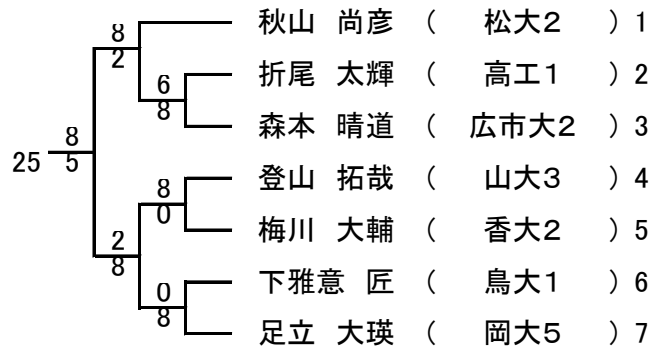 秋山 尚彦 ( 松大2 ) 1
8
2
折尾 太輝 ( 高工1 ) 2
6
8
森本 晴道 ( 広市大2 ) 3
8
25
5
登山 拓哉 ( 山大3 ) 4
8
0
梅川 大輔 ( 香大2 ) 5
2
8
下雅意 匠 ( 鳥大1 ) 6
0
8
足立 大瑛 ( 岡大5 ) 7